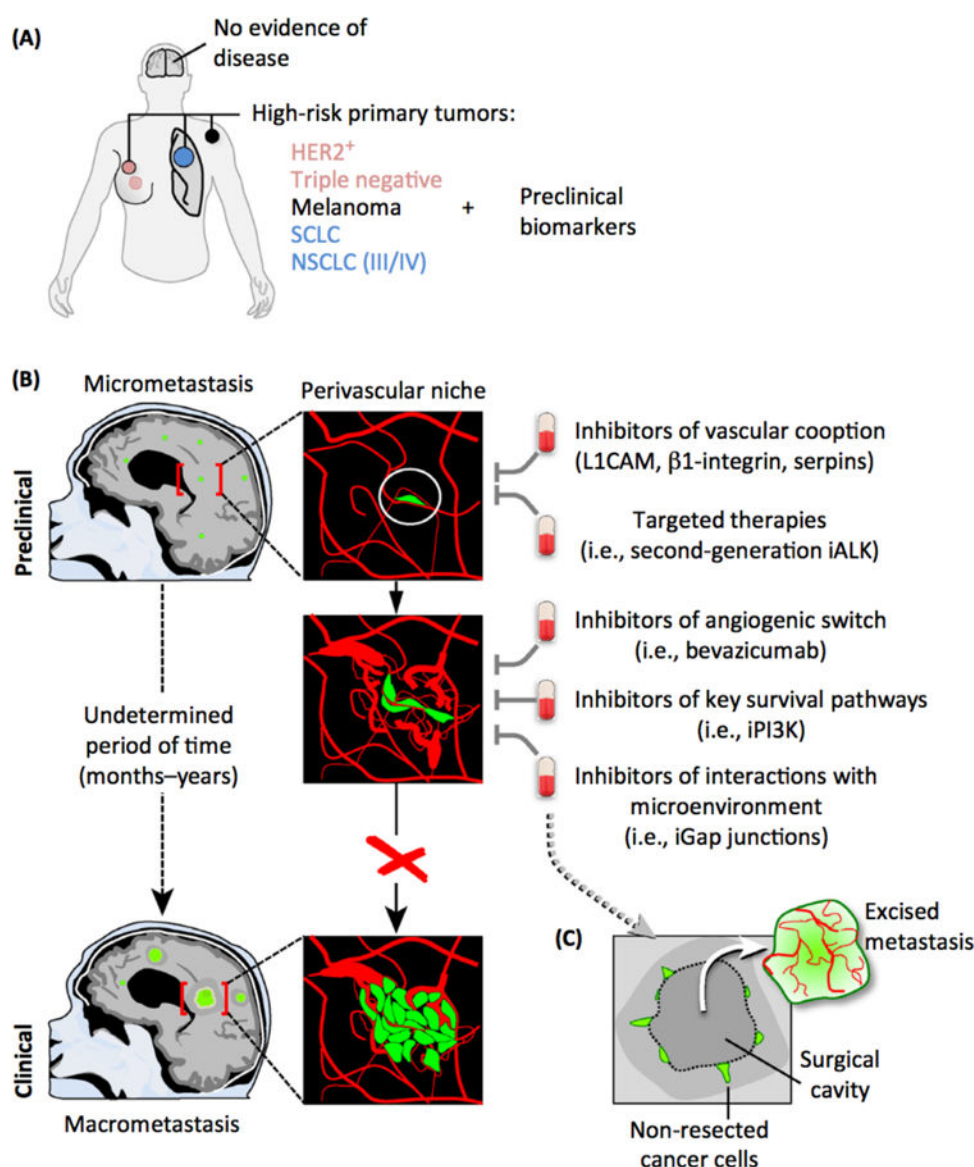 (A)
No evidence of
disease
High-risk primary tumors:
HER2⁺
Triple negative
Melanoma
SCLC
NSCLC (III/IV)
+
Preclinical
biomarkers
(B)
Preclinical
Micrometastasis
Perivascular niche
Inhibitors of vascular cooption
(L1CAM, β1-integrin, serpins)
Targeted therapies
(i.e., second-generation iALK)
Inhibitors of angiogenic switch
(i.e., bevazicumab)
Inhibitors of key survival pathways
(i.e., iPI3K)
Inhibitors of interactions with
microenvironment
(i.e., iGap junctions)
Undetermined
period of time
(months–years)
Clinical
Macrometastasis
(C)
Excised
metastasis
Surgical
cavity
Non-resected
cancer cells